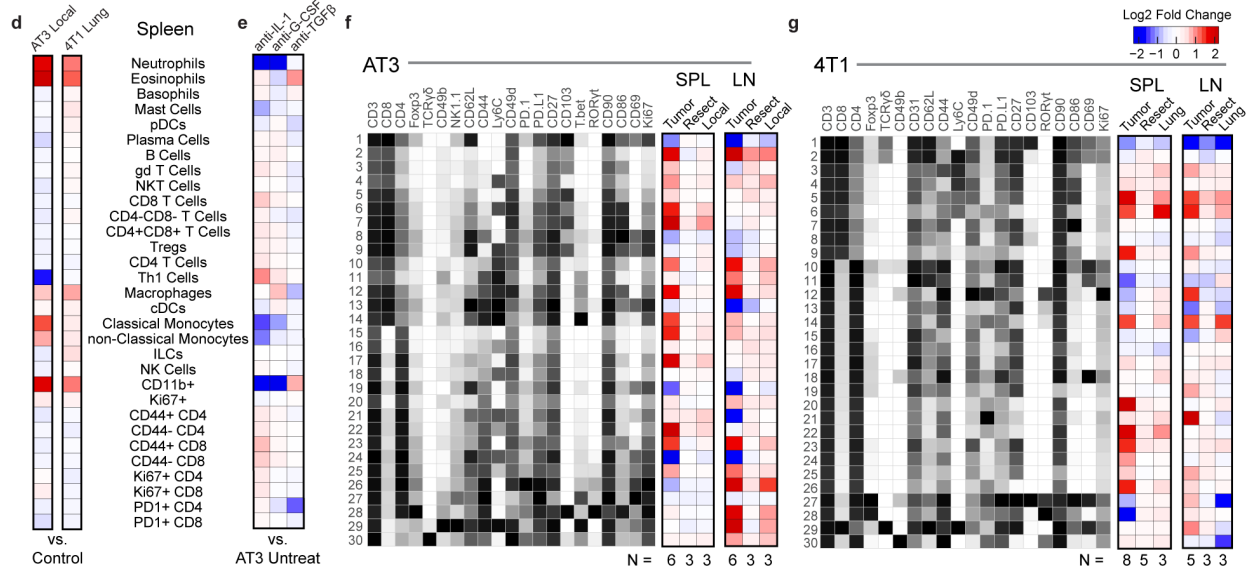 d
AT3 Local
4T1 Lung
Spleen
e
anti-IL-1
anti-G-CSF
anti-TGFβ
Neutrophils
Eosinophils
Basophils
Mast Cells
pDCs
Plasma Cells
B Cells
gd T Cells
NKT Cells
CD8 T Cells
CD4-CD8- T Cells
CD4+CD8+ T Cells
Tregs
CD4 T Cells
Th1 Cells
Macrophages
cDCs
Classical Monocytes
non-Classical Monocytes
ILCs
NK Cells
CD11b+
Ki67+
CD44+ CD4
CD44- CD4
CD44+ CD8
CD44- CD8
Ki67+ CD4
Ki67+ CD8
PD1+ CD4
PD1+ CD8
vs.
Control
vs.
AT3 Untreat
f
AT3
CD3
CD8
CD4
Foxp3
TCRγδ
CD49b
NK1.1
CD62L
CD44
Ly6C
CD49d
PD.1
PD.L1
CD27
CD103
T.bet
RORγt
CD90
CD86
CD69
Ki67
SPL
Tumor
Resect
Local
LN
Tumor
Resect
Local
1
2
3
4
5
6
7
8
9
10
11
12
13
14
15
16
17
18
19
20
21
22
23
24
25
26
27
28
29
30
N = 6 3 3 6 3 3
g
Log2 Fold Change
−2 −1 0 1 2
4T1
CD3
CD8
CD4
Foxp3
TCRγδ
CD49b
CD31
CD62L
CD44
Ly6C
CD49d
PD.1
PD.L1
CD27
CD103
RORγt
CD90
CD86
CD69
Ki67
SPL
Tumor
Resect
Lung
LN
Tumor
Resect
Lung
1
2
3
4
5
6
7
8
9
10
11
12
13
14
15
16
17
18
19
20
21
22
23
24
25
26
27
28
29
30
N = 8 5 3 5 3 3